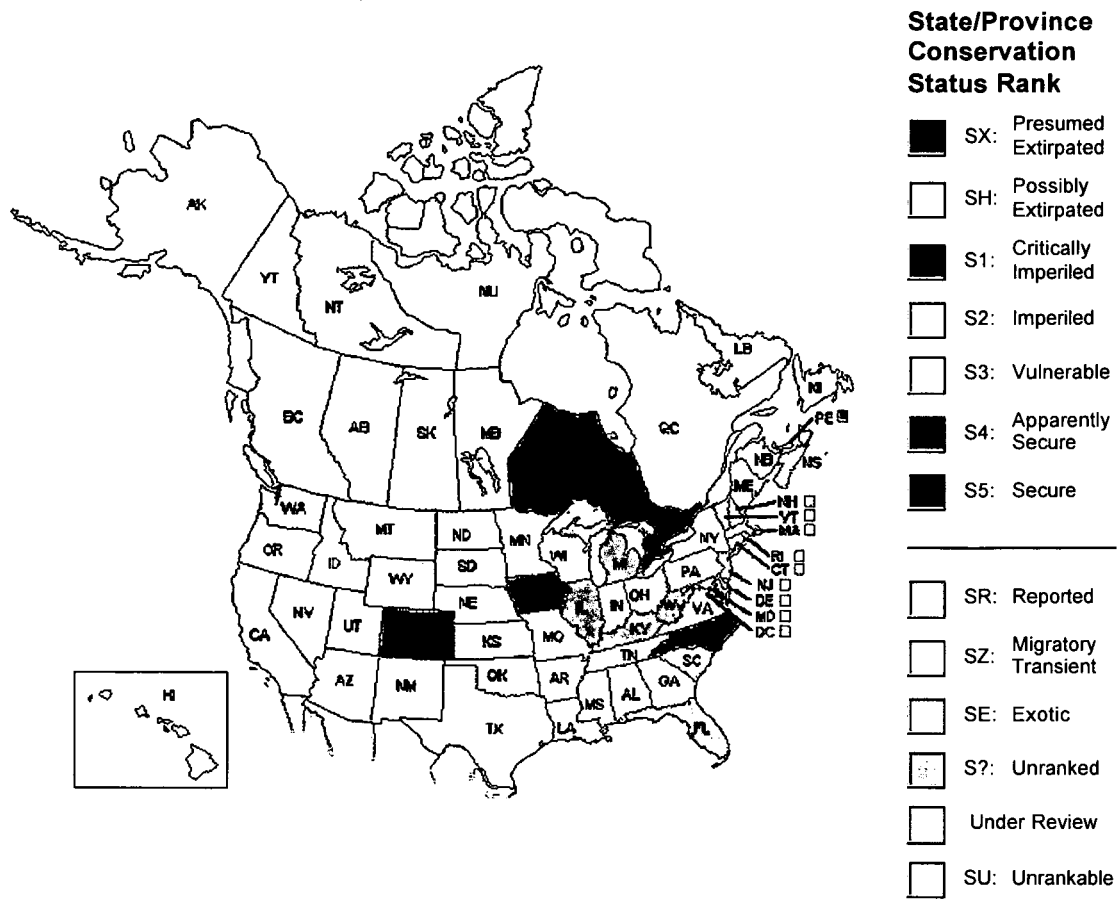 State/Province
Conservation
Status Rank
SX: Presumed
Extirpated
SH: Possibly
Extirpated
S1: Critically
Imperiled
S2: Imperiled
S3: Vulnerable
S4: Apparently
Secure
S5: Secure
SR: Reported
SZ: Migratory
Transient
SE: Exotic
S?: Unranked
Under Review
SU: Unrankable
AK
YT
NT
NU
LB
BC
AB
SK
MB
QC
PE
NB
NS
ME
NH
VT
MA
WA
MT
ND
MN
OR
ID
SD
WI
MI
NY
RI
CT
WY
PA
NJ
NE
IL
IN
OH
WV
VA
DE
MD
DC
NV
UT
CA
KS
MO
KY
TN
AZ
NM
OK
AR
SC
MS
AL
GA
TX
LA
FL
HI